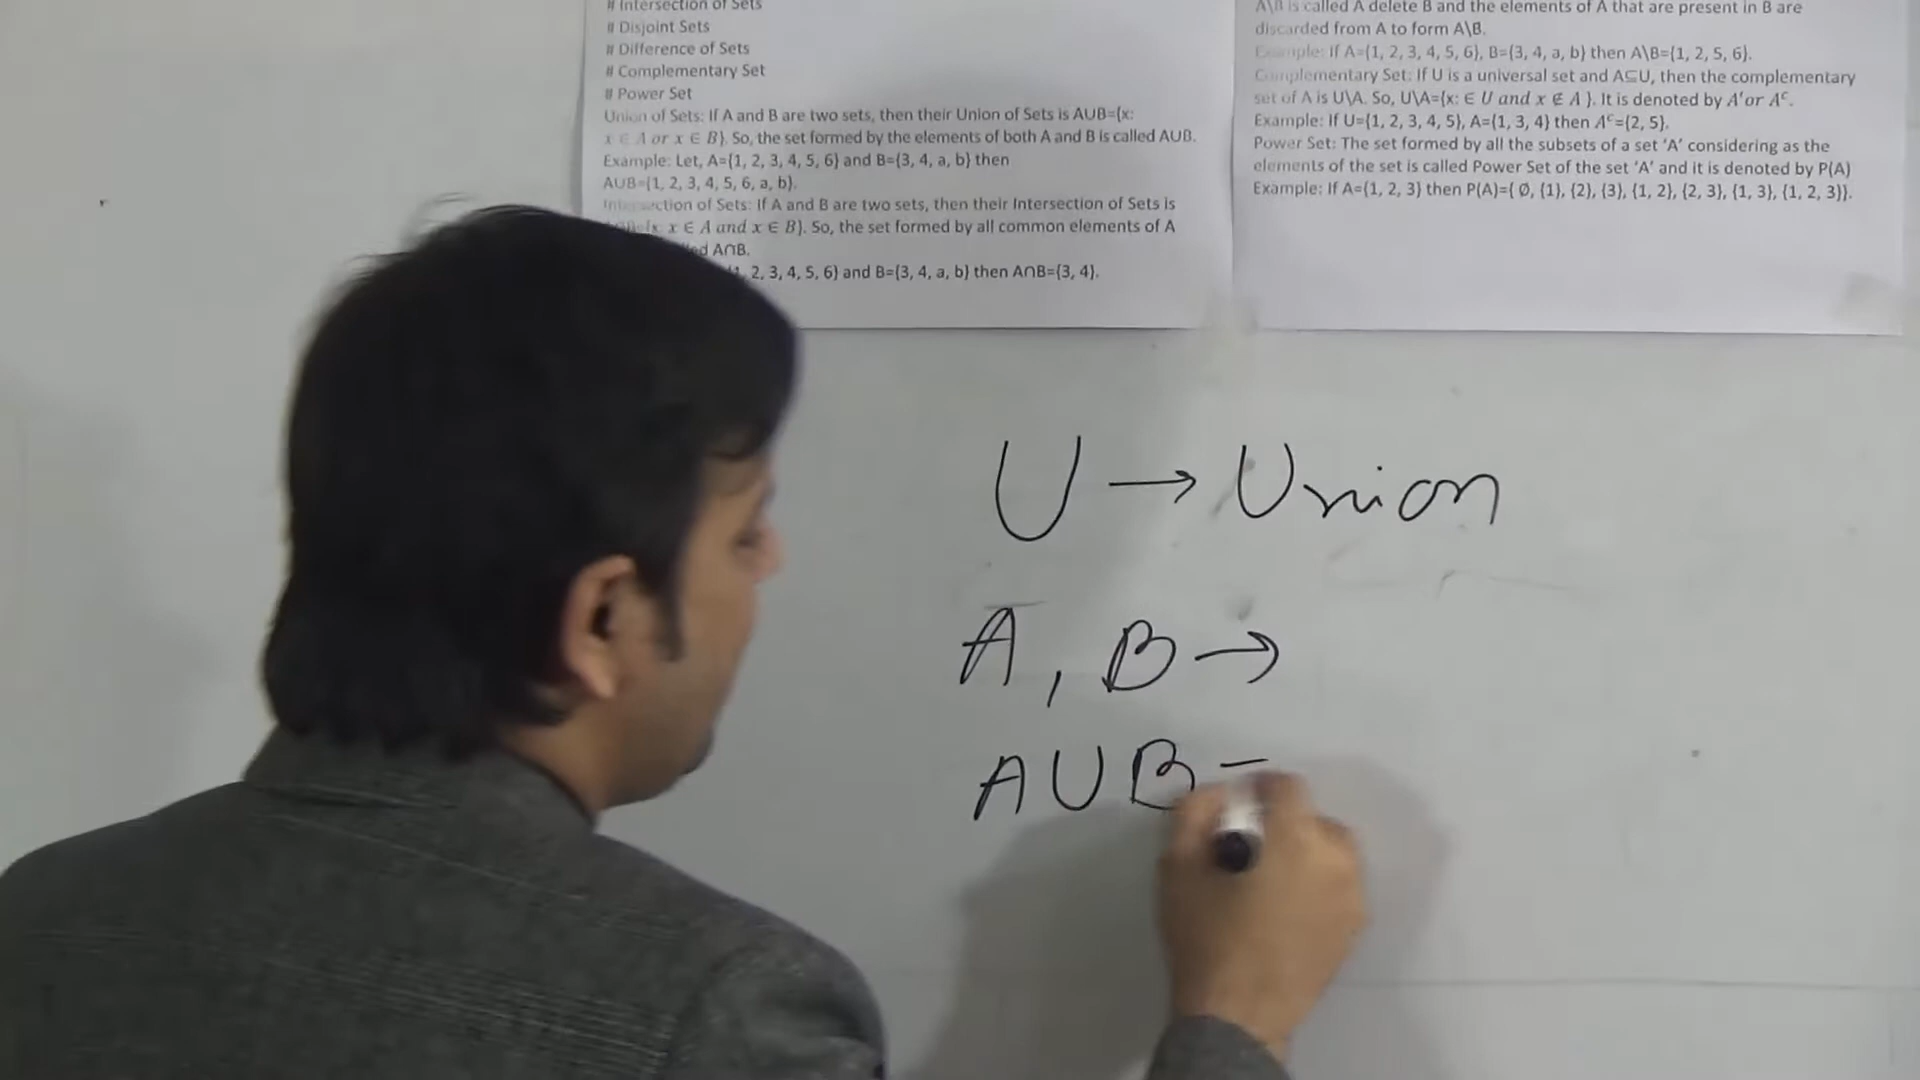 # Intersection of Sets
# Disjoint Sets
# Difference of Sets
# Complementary Set
# Power Set
Union of Sets: If A and B are two sets, then their Union of Sets is A∪B={x:
x ∈ A or x ∈ B}. So, the set formed by the elements of both A and B is called A∪B.
Example: Let, A={1, 2, 3, 4, 5, 6} and B={3, 4, a, b} then
A∪B={1, 2, 3, 4, 5, 6, a, b}.
Intersection of Sets: If A and B are two sets, then their Intersection of Sets is
x ∈ A and x ∈ B}. So, the set formed by all common elements of A
A∩B.
2, 3, 4, 5, 6} and B={3, 4, a, b} then A∩B={3, 4}.
A\B is called A delete B and the elements of A that are present in B are
discarded from A to form A\B.
Example: If A={1, 2, 3, 4, 5, 6}, B={3, 4, a, b} then A\B={1, 2, 5, 6}.
Complementary Set: If U is a universal set and A⊆U, then the complementary
set of A is U\A. So, U\A={x: ∈ U and x ∉ A }. It is denoted by A′or Aᶜ.
Example: If U={1, 2, 3, 4, 5}, A={1, 3, 4} then Aᶜ={2, 5}.
Power Set: The set formed by all the subsets of a set ‘A’ considering as the
elements of the set is called Power Set of the set ‘A’ and it is denoted by P(A)
Example: If A={1, 2, 3} then P(A)={ Ø, {1}, {2}, {3}, {1, 2}, {2, 3}, {1, 3}, {1, 2, 3}}.
U → Union
A, B →
A∪B =